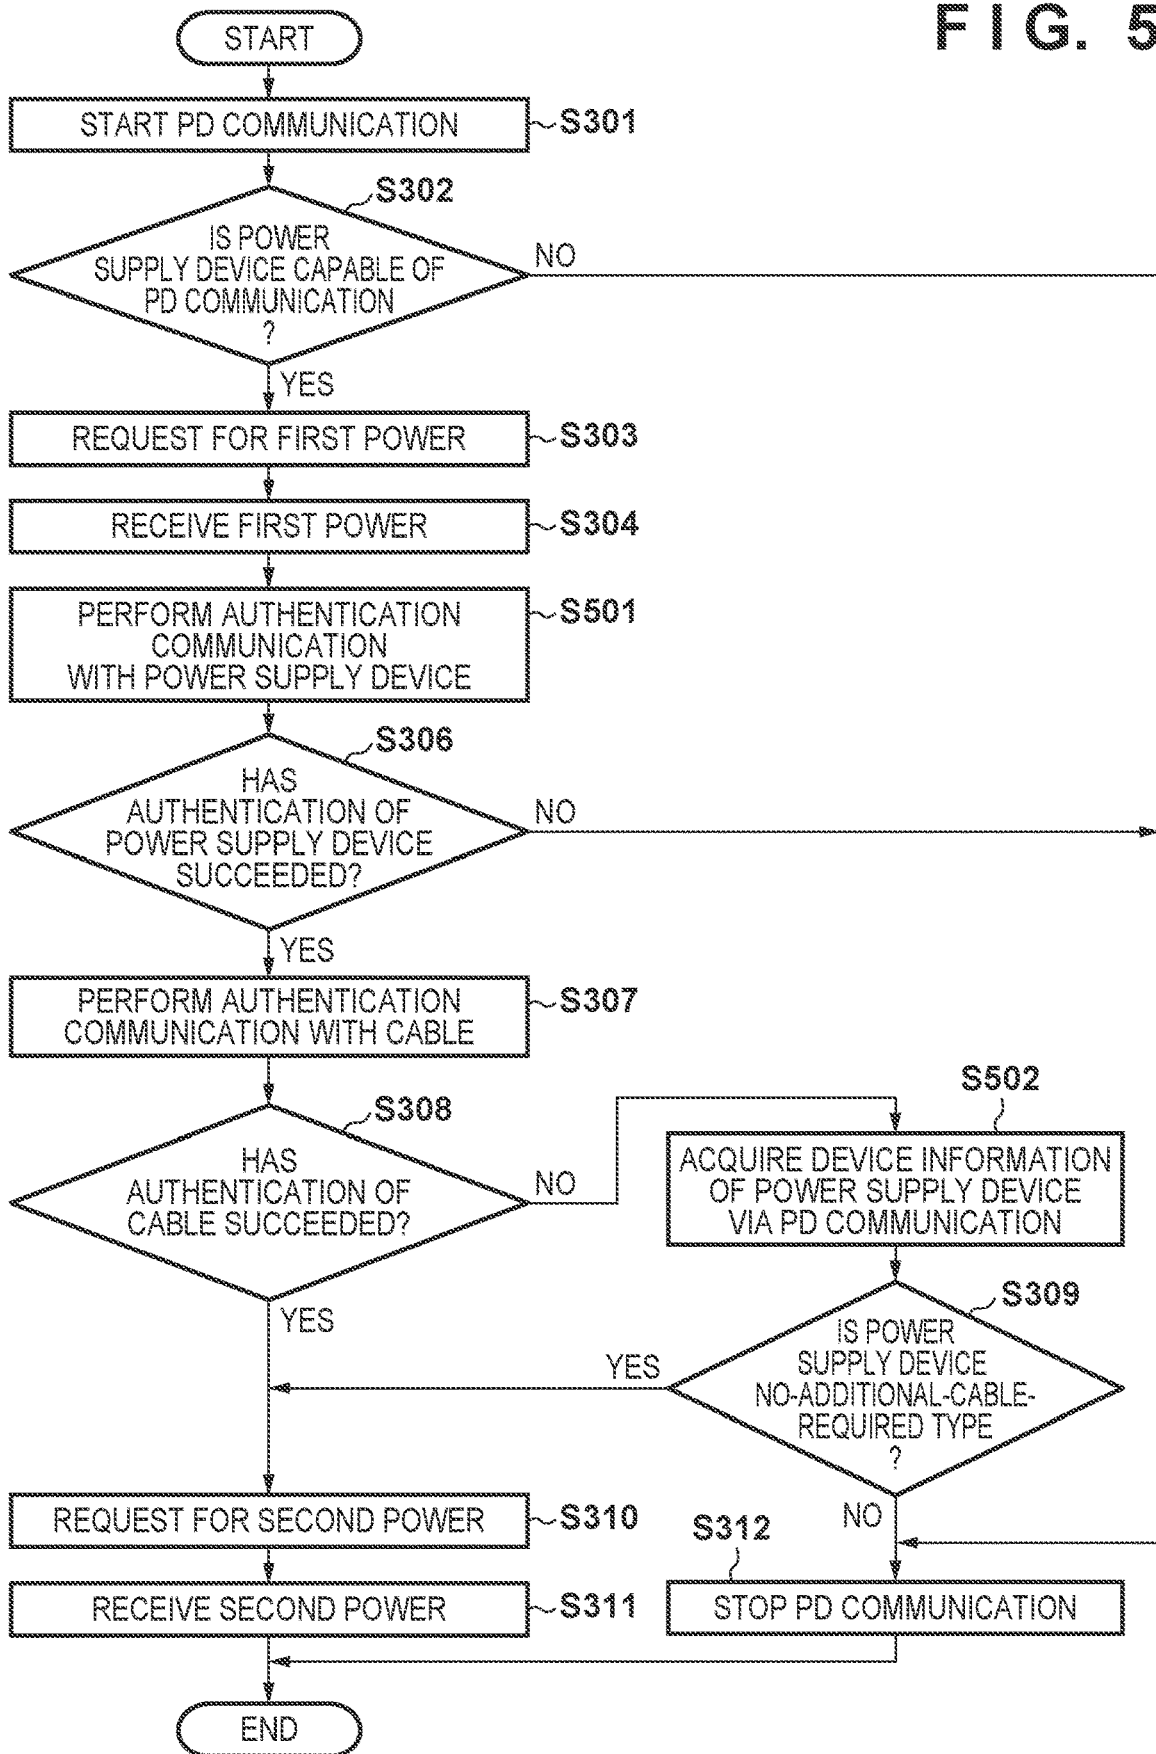 FIG. 5
START
START PD COMMUNICATION
S301
S302
IS POWER
SUPPLY DEVICE CAPABLE OF
PD COMMUNICATION
?
NO
YES
REQUEST FOR FIRST POWER
S303
RECEIVE FIRST POWER
S304
PERFORM AUTHENTICATION
COMMUNICATION
WITH POWER SUPPLY DEVICE
S501
S306
HAS
AUTHENTICATION OF
POWER SUPPLY DEVICE
SUCCEEDED?
NO
YES
PERFORM AUTHENTICATION
COMMUNICATION WITH CABLE
S307
S308
HAS
AUTHENTICATION OF
CABLE SUCCEEDED?
NO
YES
S502
ACQUIRE DEVICE INFORMATION
OF POWER SUPPLY DEVICE
VIA PD COMMUNICATION
S309
IS POWER
SUPPLY DEVICE
NO-ADDITIONAL-CABLE-
REQUIRED TYPE
?
YES
NO
REQUEST FOR SECOND POWER
S310
S312
RECEIVE SECOND POWER
S311
STOP PD COMMUNICATION
END